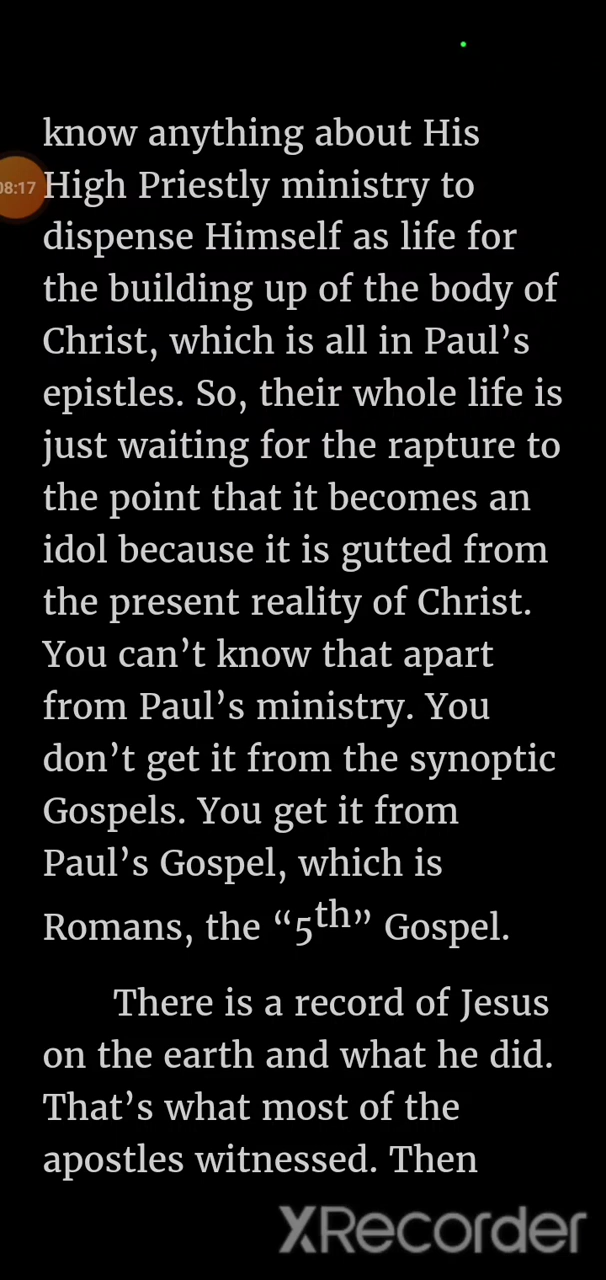 know anything about His
08:17
High Priestly ministry to
dispense Himself as life for
the building up of the body of
Christ, which is all in Paul’s
epistles. So, their whole life is
just waiting for the rapture to
the point that it becomes an
idol because it is gutted from
the present reality of Christ.
You can’t know that apart
from Paul’s ministry. You
don’t get it from the synoptic
Gospels. You get it from
Paul’s Gospel, which is
Romans, the “5th” Gospel.
There is a record of Jesus
on the earth and what he did.
That’s what most of the
apostles witnessed. Then
XRecorder